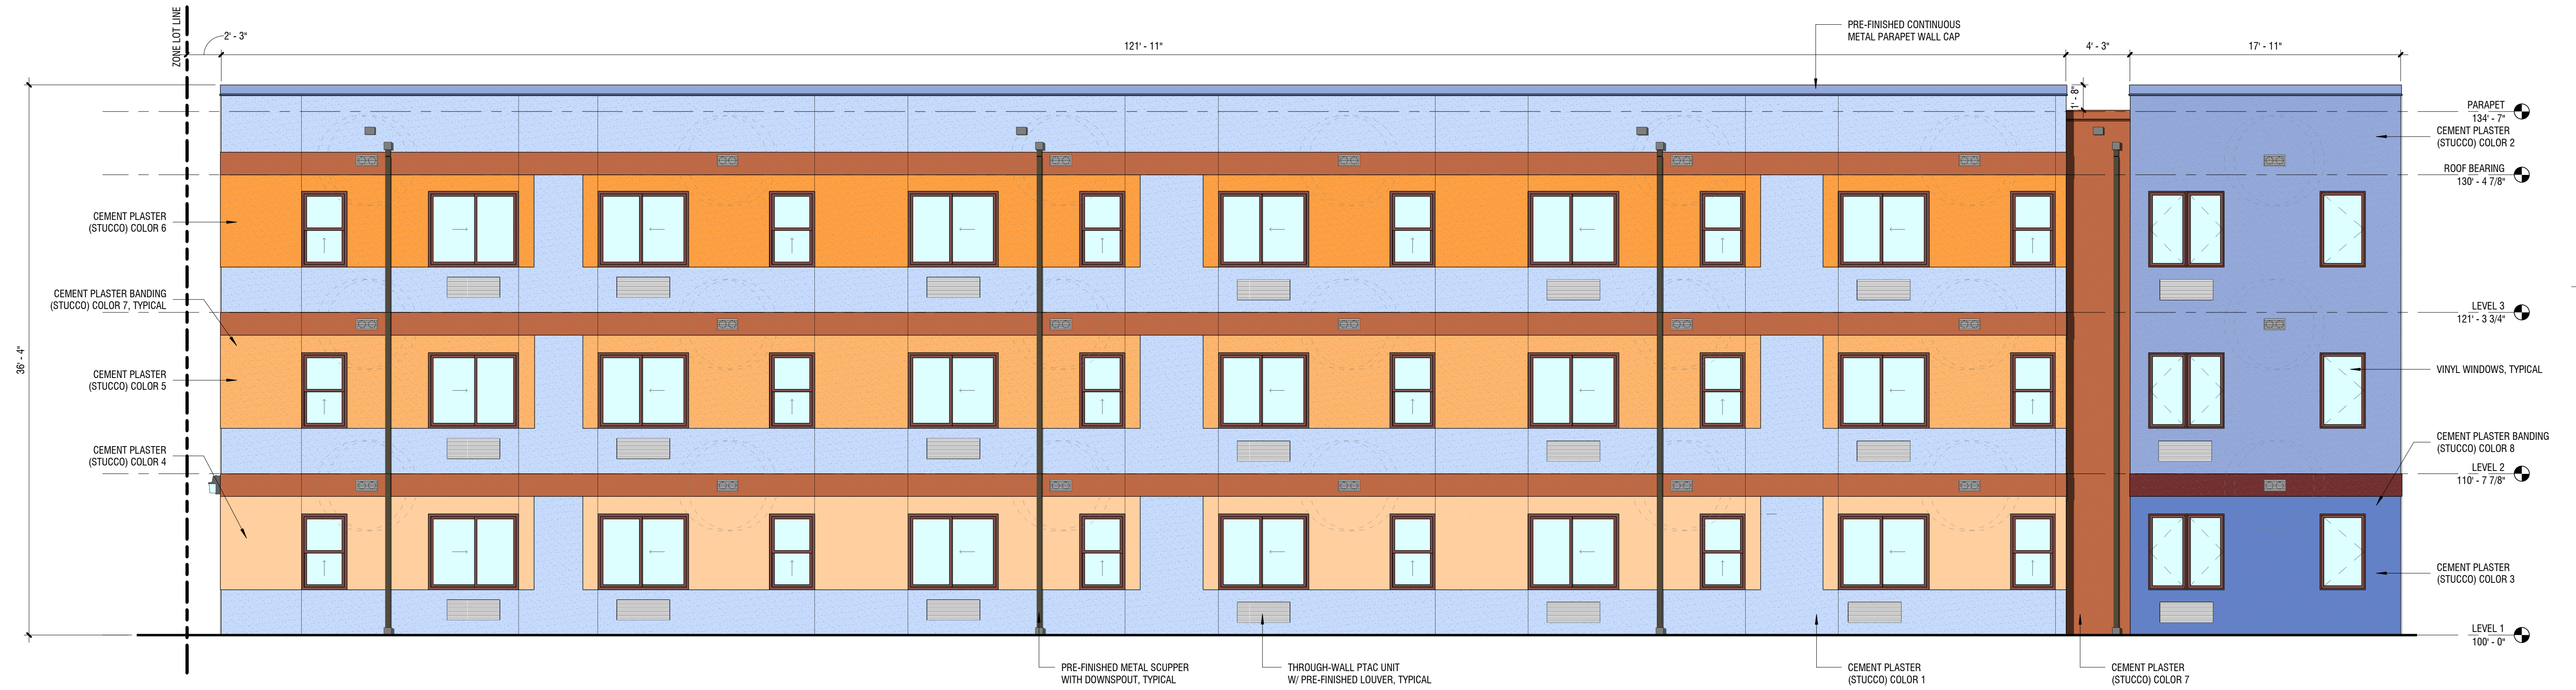 ZONE LOT LINE
2' - 3"
121' - 11"
PRE-FINISHED CONTINUOUS
METAL PARAPET WALL CAP
4' - 3"
17' - 11"
1' - 8"
36' - 4"
CEMENT PLASTER
(STUCCO) COLOR 6
CEMENT PLASTER BANDING
(STUCCO) COLOR 7, TYPICAL
CEMENT PLASTER
(STUCCO) COLOR 5
CEMENT PLASTER
(STUCCO) COLOR 4
PARAPET
134' - 7"
CEMENT PLASTER
(STUCCO) COLOR 2
ROOF BEARING
130' - 4 7/8"
LEVEL 3
121' - 3 3/4"
VINYL WINDOWS, TYPICAL
CEMENT PLASTER BANDING
(STUCCO) COLOR 8
LEVEL 2
110' - 7 7/8"
CEMENT PLASTER
(STUCCO) COLOR 3
LEVEL 1
100' - 0"
PRE-FINISHED METAL SCUPPER
WITH DOWNSPOUT, TYPICAL
THROUGH-WALL PTAC UNIT
W/ PRE-FINISHED LOUVER, TYPICAL
CEMENT PLASTER
(STUCCO) COLOR 1
CEMENT PLASTER
(STUCCO) COLOR 7